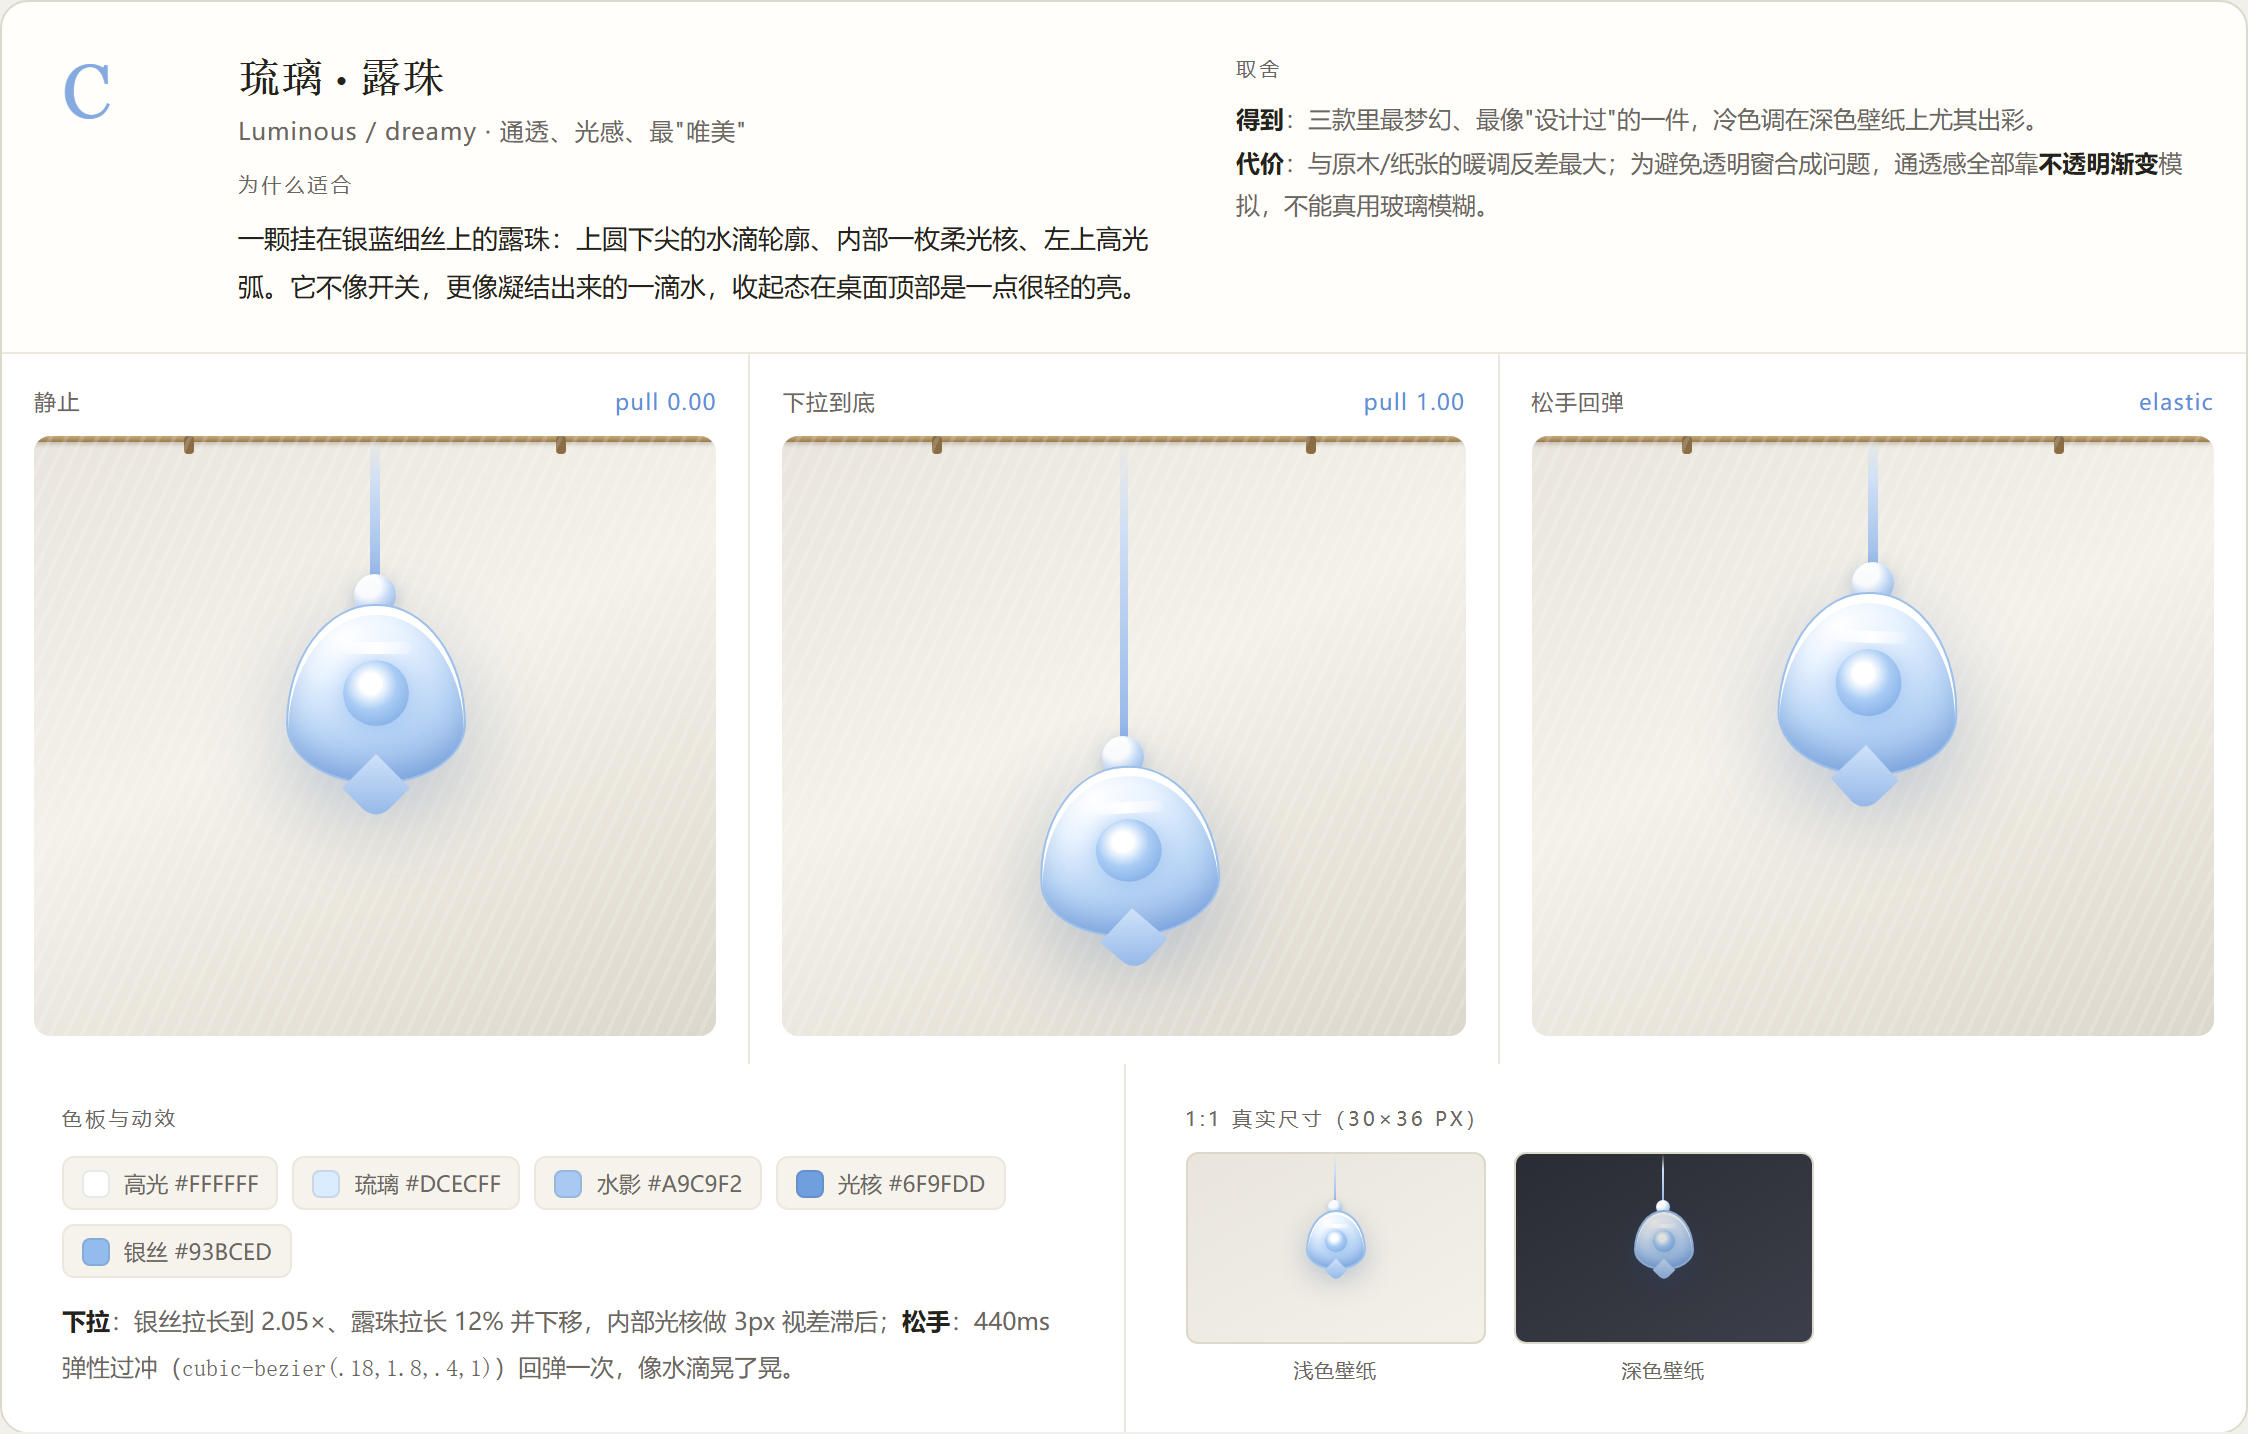 C
琉璃·露珠
Luminous / dreamy · 通透、光感、最"唯美"
为什么适合
一颗挂在银蓝细丝上的露珠：上圆下尖的水滴轮廓、内部一枚柔光核、左上高光
弧。它不像开关，更像凝结出来的一滴水，收起态在桌面顶部是一点很轻的亮。
取舍
得到：三款里最梦幻、最像"设计过"的一件，冷色调在深色壁纸上尤其出彩。
代价：与原木/纸张的暖调反差最大；为避免透明窗合成问题，通透感全部靠不透明渐变模
拟，不能真用玻璃模糊。
静止
pull 0.00
下拉到底
pull 1.00
松手回弹
elastic
色板与动效
高光 #FFFFFF
琉璃 #DCECFF
水影 #A9C9F2
光核 #6F9FDD
银丝 #93BCED
下拉：银丝拉长到 2.05×、露珠拉长 12% 并下移，内部光核做 3px 视差滞后；松手：440ms
弹性过冲（cubic-bezier(.18,1.8,.4,1)）回弹一次，像水滴晃了晃。
1:1 真实尺寸（30×36 PX）
浅色壁纸
深色壁纸